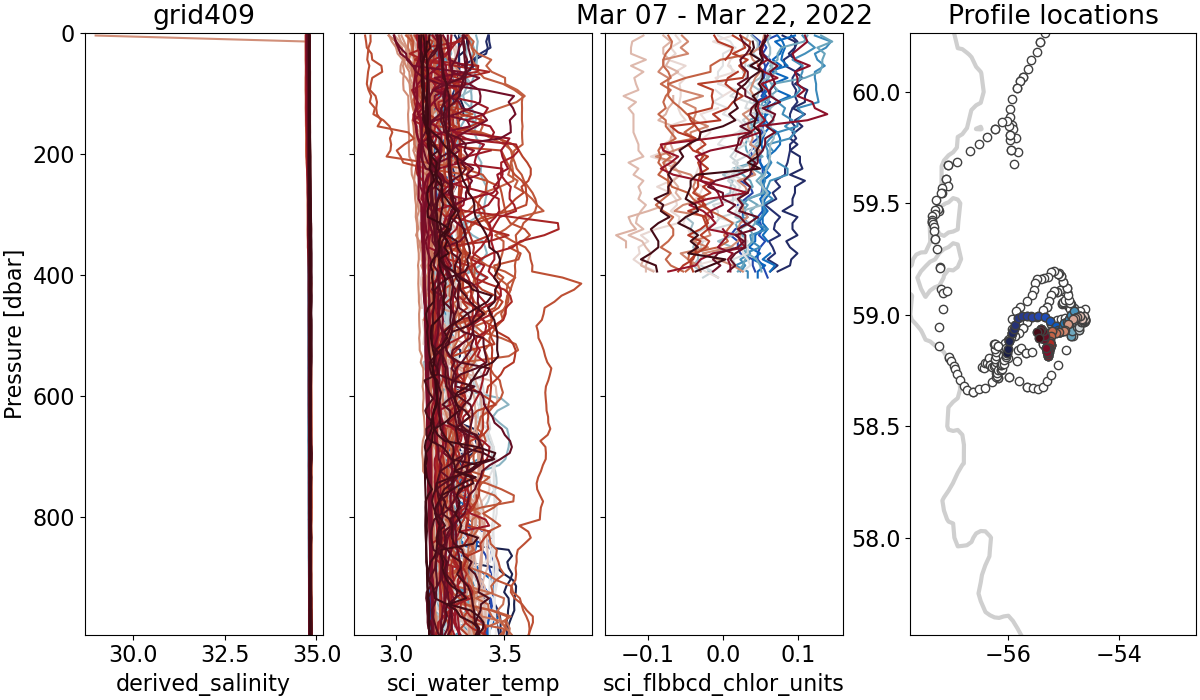 grid409
Mar 07 - Mar 22, 2022
Profile locations
0
200
400
600
800
Pressure [dbar]
30.0
32.5
35.0
derived_salinity
3.0
3.5
sci_water_temp
−0.1
0.0
0.1
sci_flbbcd_chlor_units
60.0
59.5
59.0
58.5
58.0
−56
−54